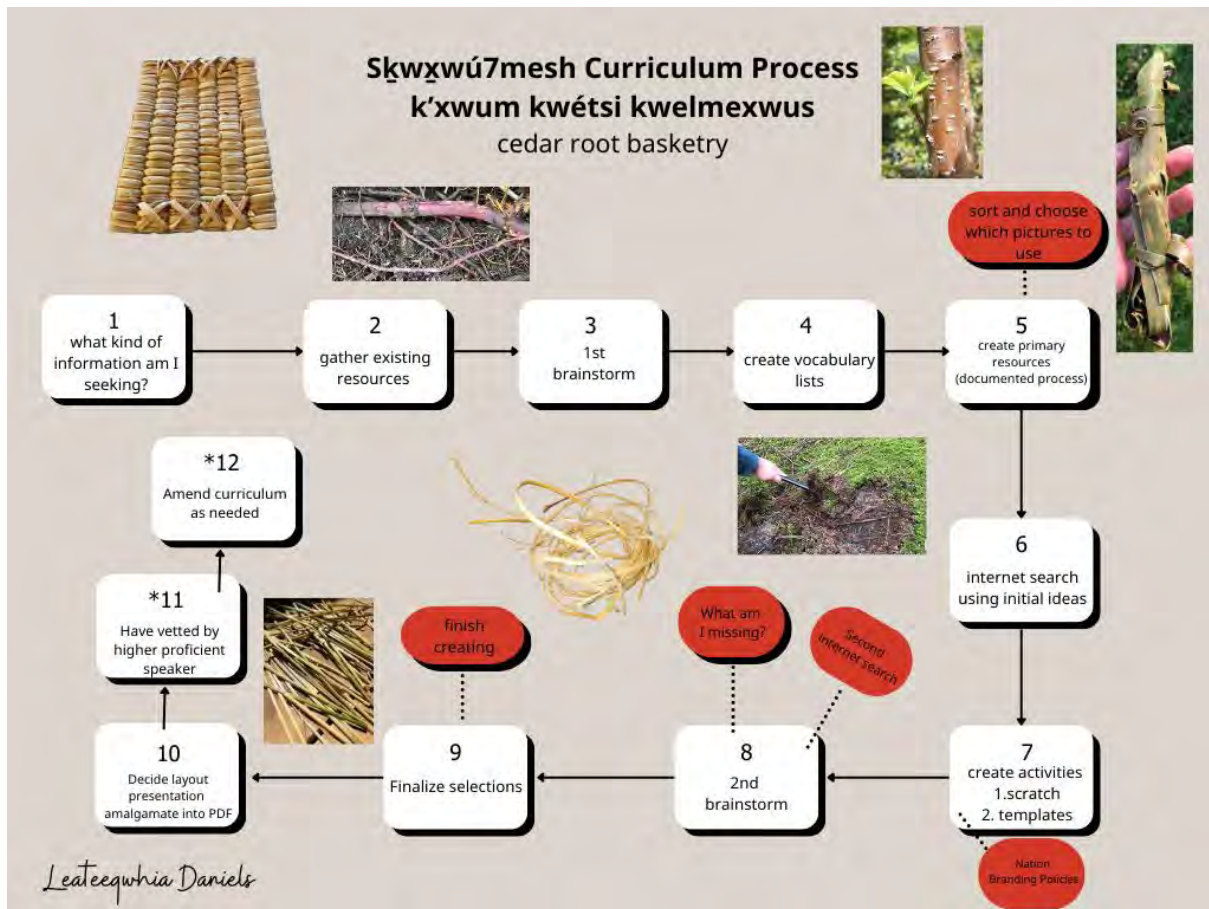 Sḵwx̱wú7mesh Curriculum Process
k’xwum kwétsi kwelmexwus
cedar root basketry
sort and choose
which pictures to
use
1
what kind of
information am I
seeking?
2
gather existing
resources
3
1st
brainstorm
4
create vocabulary
lists
5
create primary
resources
(documented process)
6
internet search
using initial ideas
7
create activities
1.scratch
2. templates
Nation
Branding Policies
What am
I missing?
Second
internet search
8
2nd
brainstorm
finish
creating
9
Finalize selections
10
Decide layout
presentation
amalgamate into PDF
*11
Have vetted by
higher proficient
speaker
*12
Amend curriculum
as needed
Leateeqwhia Daniels